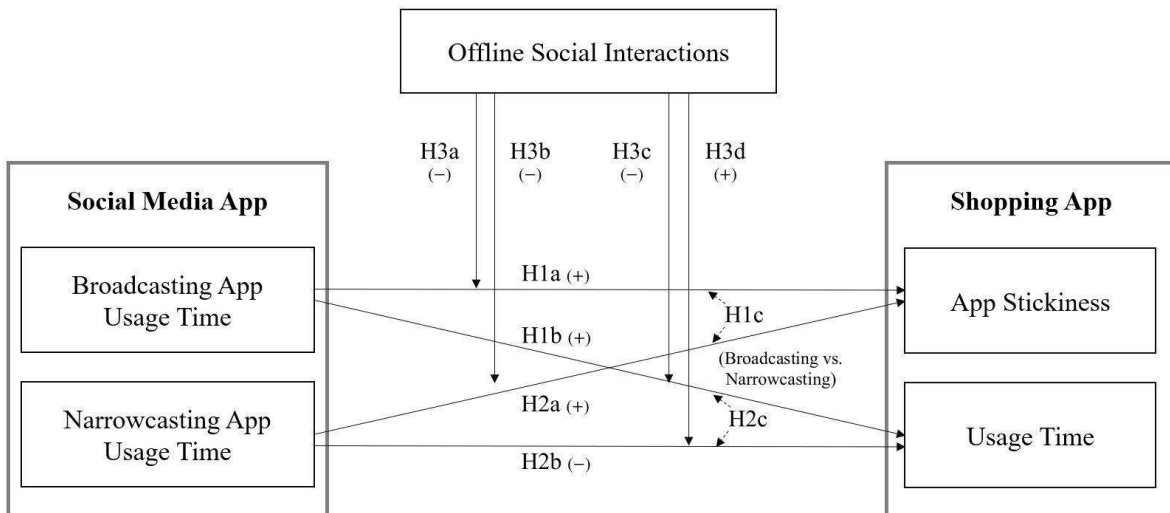 Offline Social Interactions
H3a
(−)
H3b
(−)
H3c
(−)
H3d
(+)
Social Media App
Shopping App
Broadcasting App
Usage Time
H1a (+)
App Stickiness
H1c
H1b (+)
(Broadcasting vs.
Narrowcasting)
Narrowcasting App
Usage Time
H2a (+)
H2c
Usage Time
H2b (−)